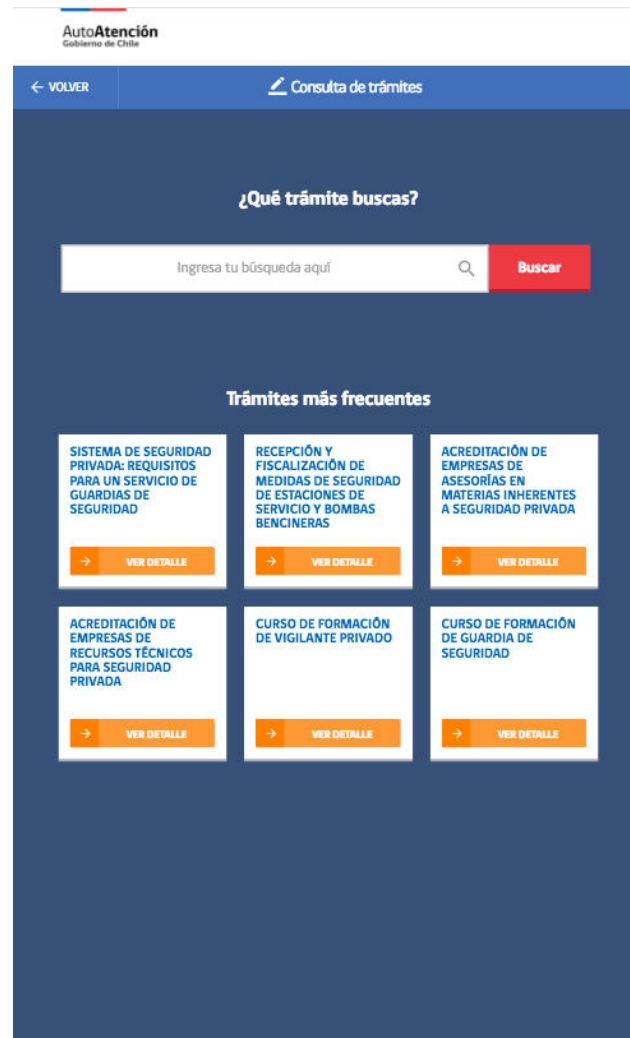 AutoAtención
Gobierno de Chile
← VOLVER
Consulta de trámites
¿Qué trámite buscas?
Ingresa tu búsqueda aquí
Buscar
Trámites más frecuentes
SISTEMA DE SEGURIDAD
PRIVADA: REQUISITOS
PARA UN SERVICIO DE
GUARDIAS DE
SEGURIDAD
→ VER DETALLE
RECEPCIÓN Y
FISCALIZACIÓN DE
MEDIDAS DE SEGURIDAD
DE ESTACIONES DE
SERVICIO Y BOMBAS
BENCINERAS
→ VER DETALLE
ACREDITACIÓN DE
EMPRESAS DE
ASESORÍAS EN
MATERIAS INHERENTES
A SEGURIDAD PRIVADA
→ VER DETALLE
ACREDITACIÓN DE
EMPRESAS DE
RECURSOS TÉCNICOS
PARA SEGURIDAD
PRIVADA
→ VER DETALLE
CURSO DE FORMACIÓN
DE VIGILANTE PRIVADO
→ VER DETALLE
CURSO DE FORMACIÓN
DE GUARDIA DE
SEGURIDAD
→ VER DETALLE